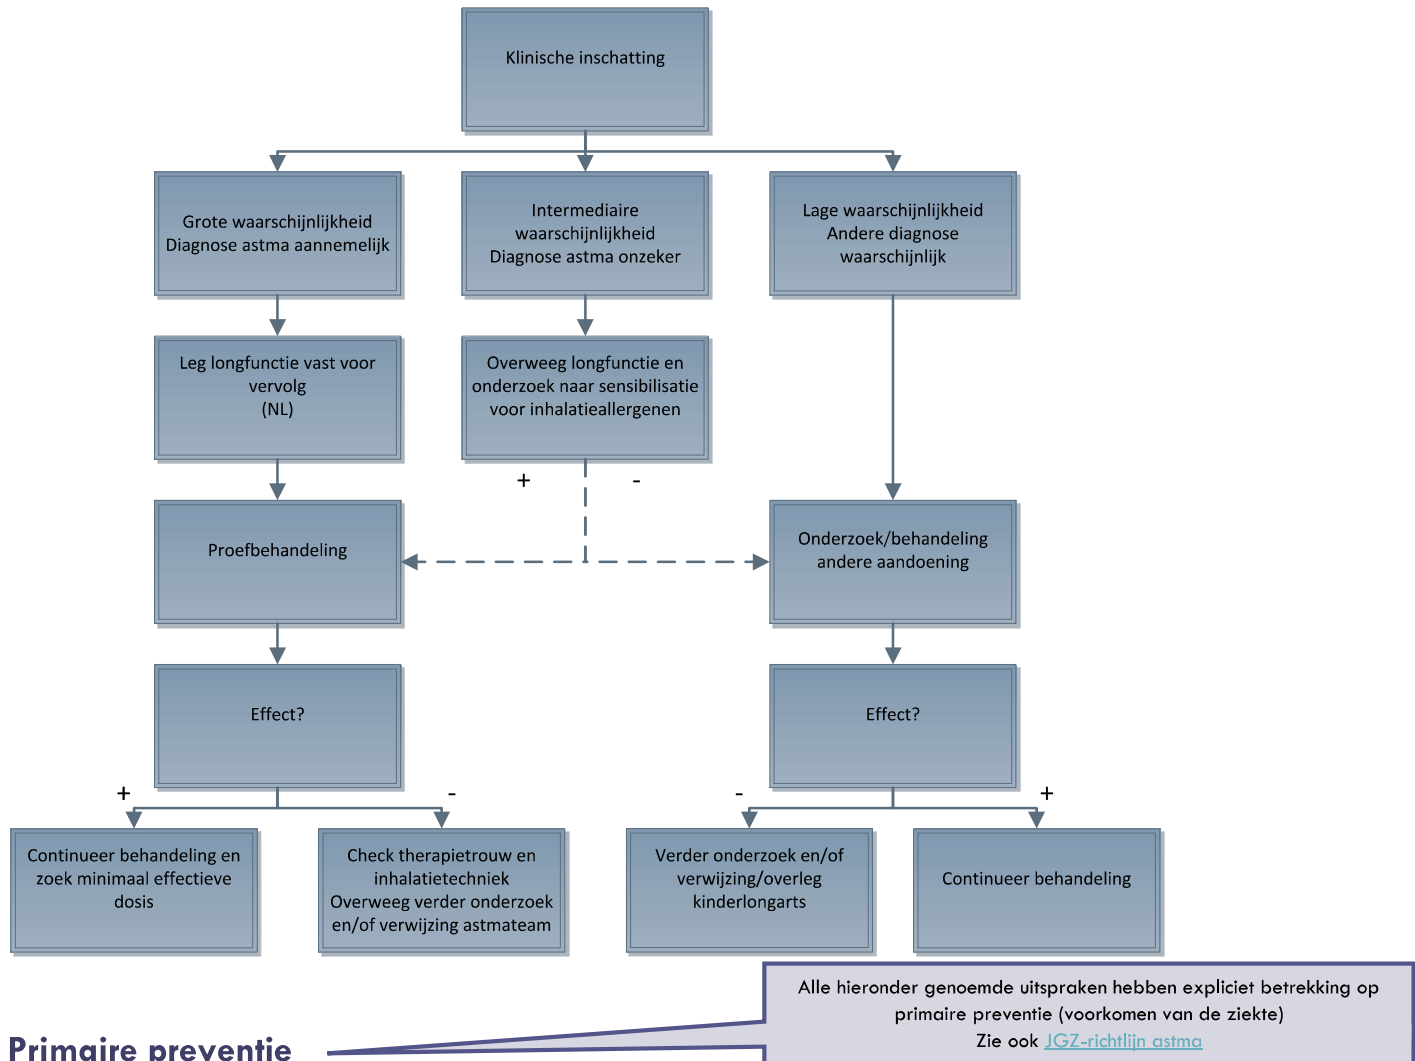 Klinische inschatting
Grote waarschijnlijkheid
Diagnose astma aannemelijk
Intermediaire
waarschijnlijkheid
Diagnose astma onzeker
Lage waarschijnlijkheid
Andere diagnose
waarschijnlijk
Leg longfunctie vast voor
vervolg
(NL)
Overweeg longfunctie en
onderzoek naar sensibilisatie
voor inhalatieallergenen
+
-
Proefbehandeling
Onderzoek/behandeling
andere aandoening
Effect?
Effect?
+
-
-
+
Continueer behandeling en
zoek minimaal effectieve
dosis
Check therapietrouw en
inhalatietechniek
Overweeg verder onderzoek
en/of verwijzing astmateam
Verder onderzoek en/of
verwijzing/overleg
kinderlongarts
Continueer behandeling
Alle hieronder genoemde uitspraken hebben expliciet betrekking op
primaire preventie (voorkomen van de ziekte)
Zie ook JGZ-richtlijn astma
Primaire preventie